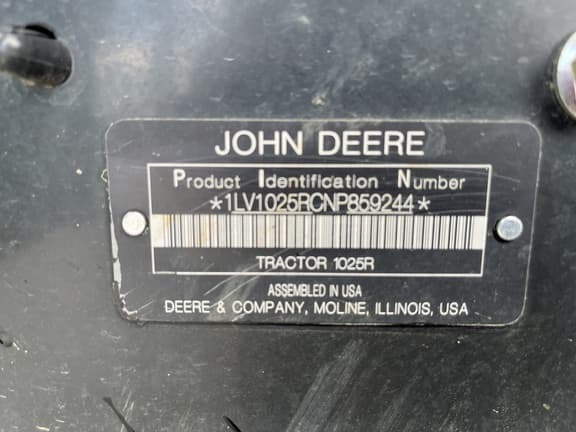 JOHN DEERE
Product Identification Number
*1LV1025RCNP859244*
TRACTOR 1025R
ASSEMBLED IN USA
DEERE & COMPANY, MOLINE, ILLINOIS, USA